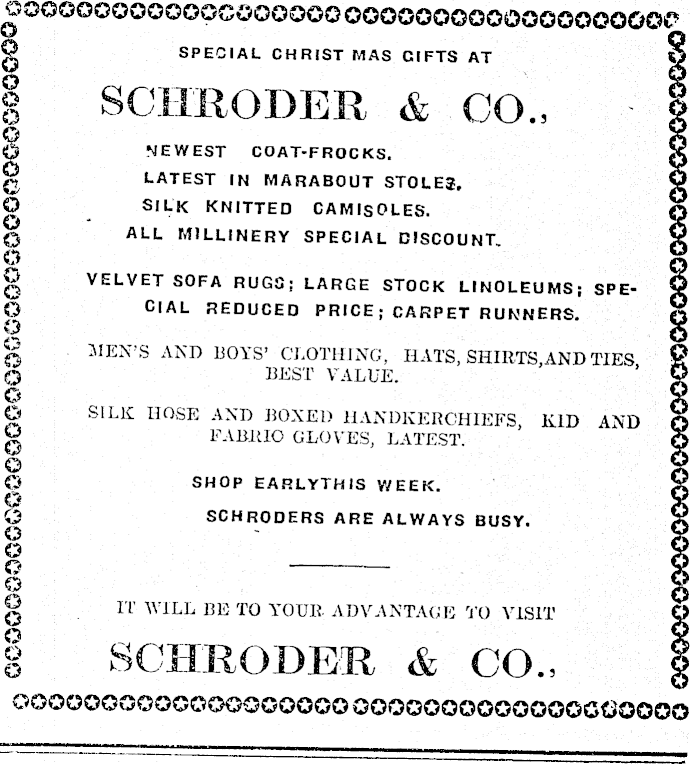 SPECIAL CHRIST MAS GIFTS AT
SCHRODER & CO.,
NEWEST COAT-FROCKS.
LATEST IN MARABOUT STOLES.
SILK KNITTED CAMISOLES.
ALL MILLINERY SPECIAL DISCOUNT.
VELVET SOFA RUGS; LARGE STOCK LINOLEUMS; SPE-
CIAL REDUCED PRICE; CARPET RUNNERS.
MEN'S AND BOYS' CLOTHING, HATS, SHIRTS,AND TIES,
BEST VALUE.
SILK HOSE AND BOXED HANDKERCHIEFS, KID AND
FABRIC GLOVES, LATEST.
SHOP EARLYTHIS WEEK.
SCHRODERS ARE ALWAYS BUSY.
IT WILL BE TO YOUR ADVANTAGE TO VISIT
SCHRODER & CO.,